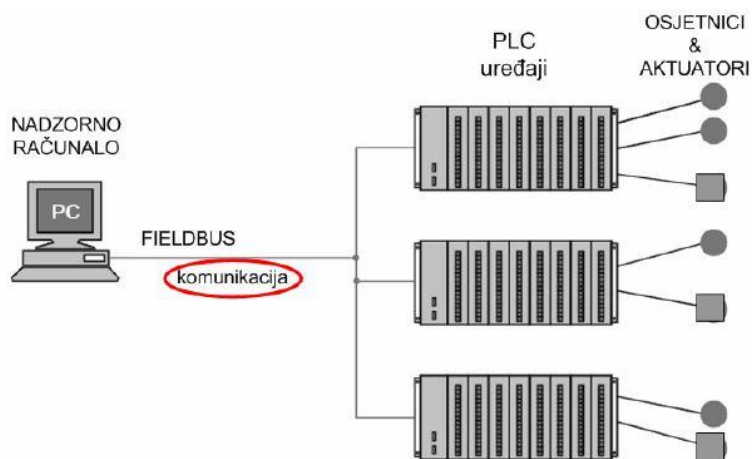 OSJETNICI
&
AKTUATORI
PLC
uređaji
NADZORNO
RAČUNALO
PC
FIELDBUS
komunikacija